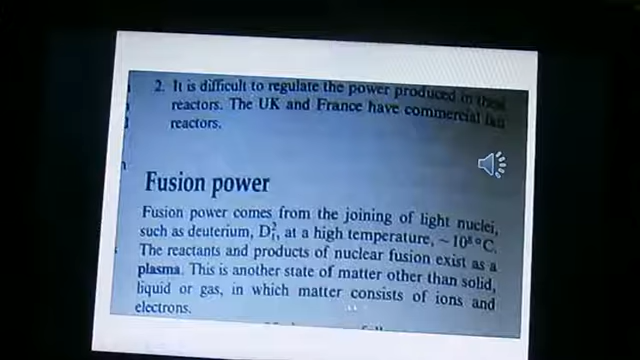 2. It is difficult to regulate the power produced in these
reactors. The UK and France have commercial fast
reactors.
Fusion power
Fusion power comes from the joining of light nuclei,
such as deuterium, D²₁, at a high temperature, ~10⁸°C.
The reactants and products of nuclear fusion exist as a
plasma. This is another state of matter other than solid,
liquid or gas, in which matter consists of ions and
electrons.